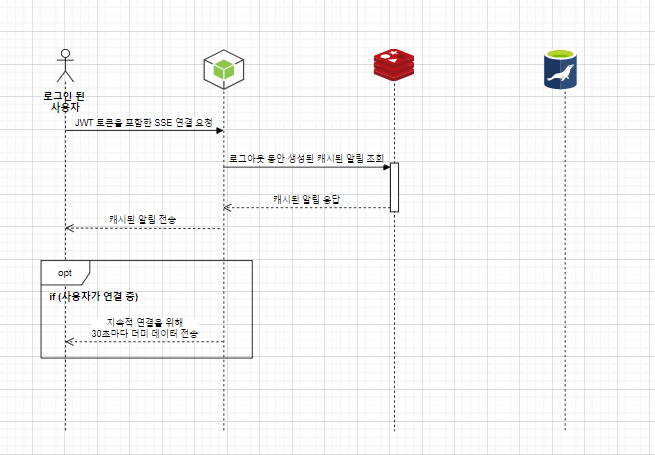 로그인 된
사용자
JWT 토큰을 포함한 SSE 연결 요청
로그아웃 동안 생성된 캐시된 알림 조회
캐시된 알림 응답
캐시된 알림 전송
opt
if (사용자가 연결 중)
지속적 연결을 위해
30초마다 더미 데이터 전송